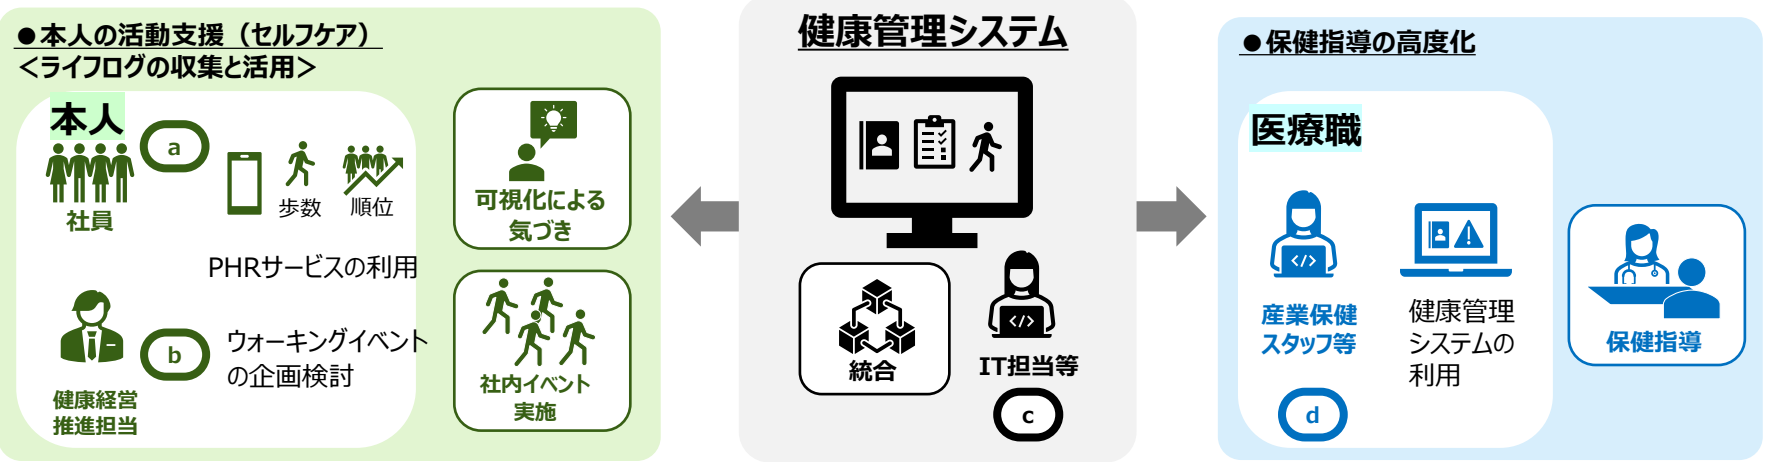 ●本人の活動支援（セルフケア）
＜ライフログの収集と活用＞
本人
a
社員
歩数
順位
PHRサービスの利用
健康経営
推進担当
b
ウォーキングイベント
の企画検討
可視化による
気づき
社内イベント
実施
健康管理システム
統合
</>
IT担当等
c
●保健指導の高度化
医療職
</>
産業保健
スタッフ等
d
健康管理
システムの
利用
保健指導